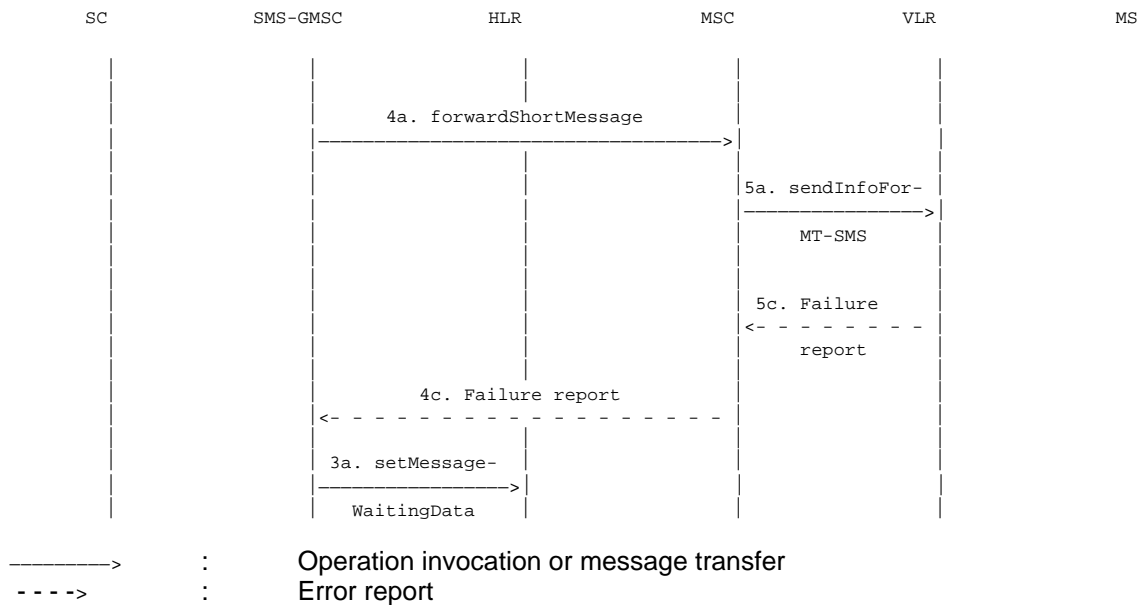 SC SMS-GMSC HLR MSC VLR MS
4a. forwardShortMessage
5a. sendInfoFor-
MT-SMS
5c. Failure
report
4c. Failure report
3a. setMessage-
WaitingData
: Operation invocation or message transfer
: Error report